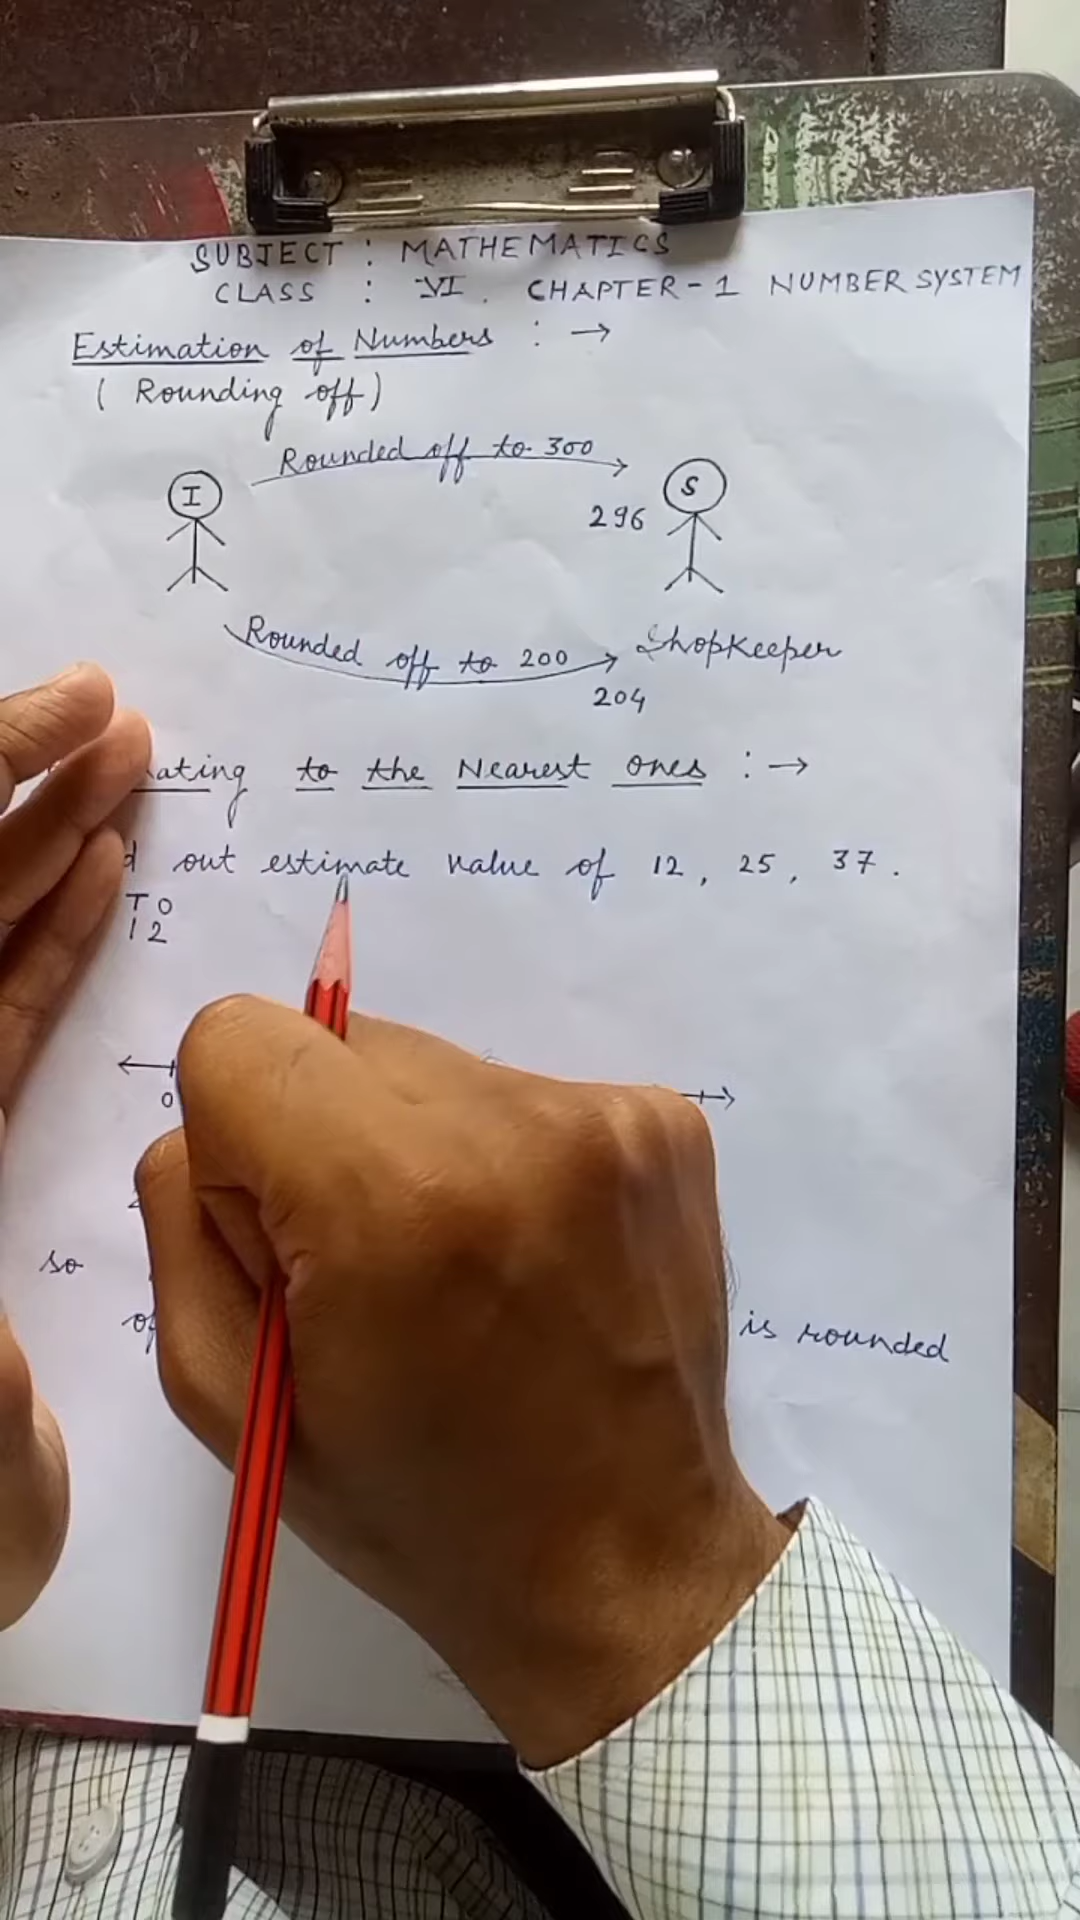 SUBJECT : MATHEMATICS
CLASS : VI. CHAPTER-1 NUMBER SYSTEM
Estimation of Numbers : →
( Rounding off )
Rounded off to 300
I
S
296
Rounded off to 200 → Shopkeeper
204
to the Nearest ones : →
out estimate value of 12, 25, 37.
T O
1 2
0
so
is rounded